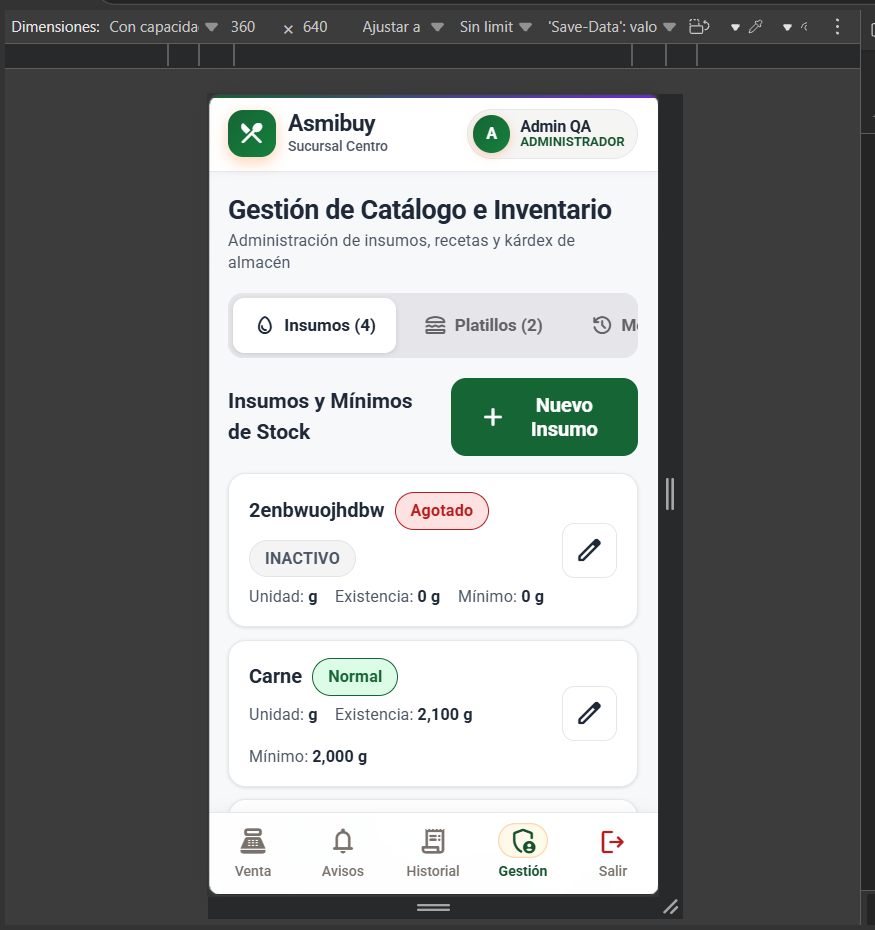 Dimensiones: Con capacida 360 × 640 Ajustar a Sin limit 'Save-Data': valo
Asmibuy
Sucursal Centro
A
Admin QA
ADMINISTRADOR
Gestión de Catálogo e Inventario
Administración de insumos, recetas y kárdex de
almacén
Insumos (4)
Platillos (2)
Insumos y Mínimos
de Stock
+ Nuevo
Insumo
2enbwuojhdbw Agotado
INACTIVO
Unidad: g Existencia: 0 g Mínimo: 0 g
Carne Normal
Unidad: g Existencia: 2,100 g
Mínimo: 2,000 g
Venta Avisos Historial Gestión Salir